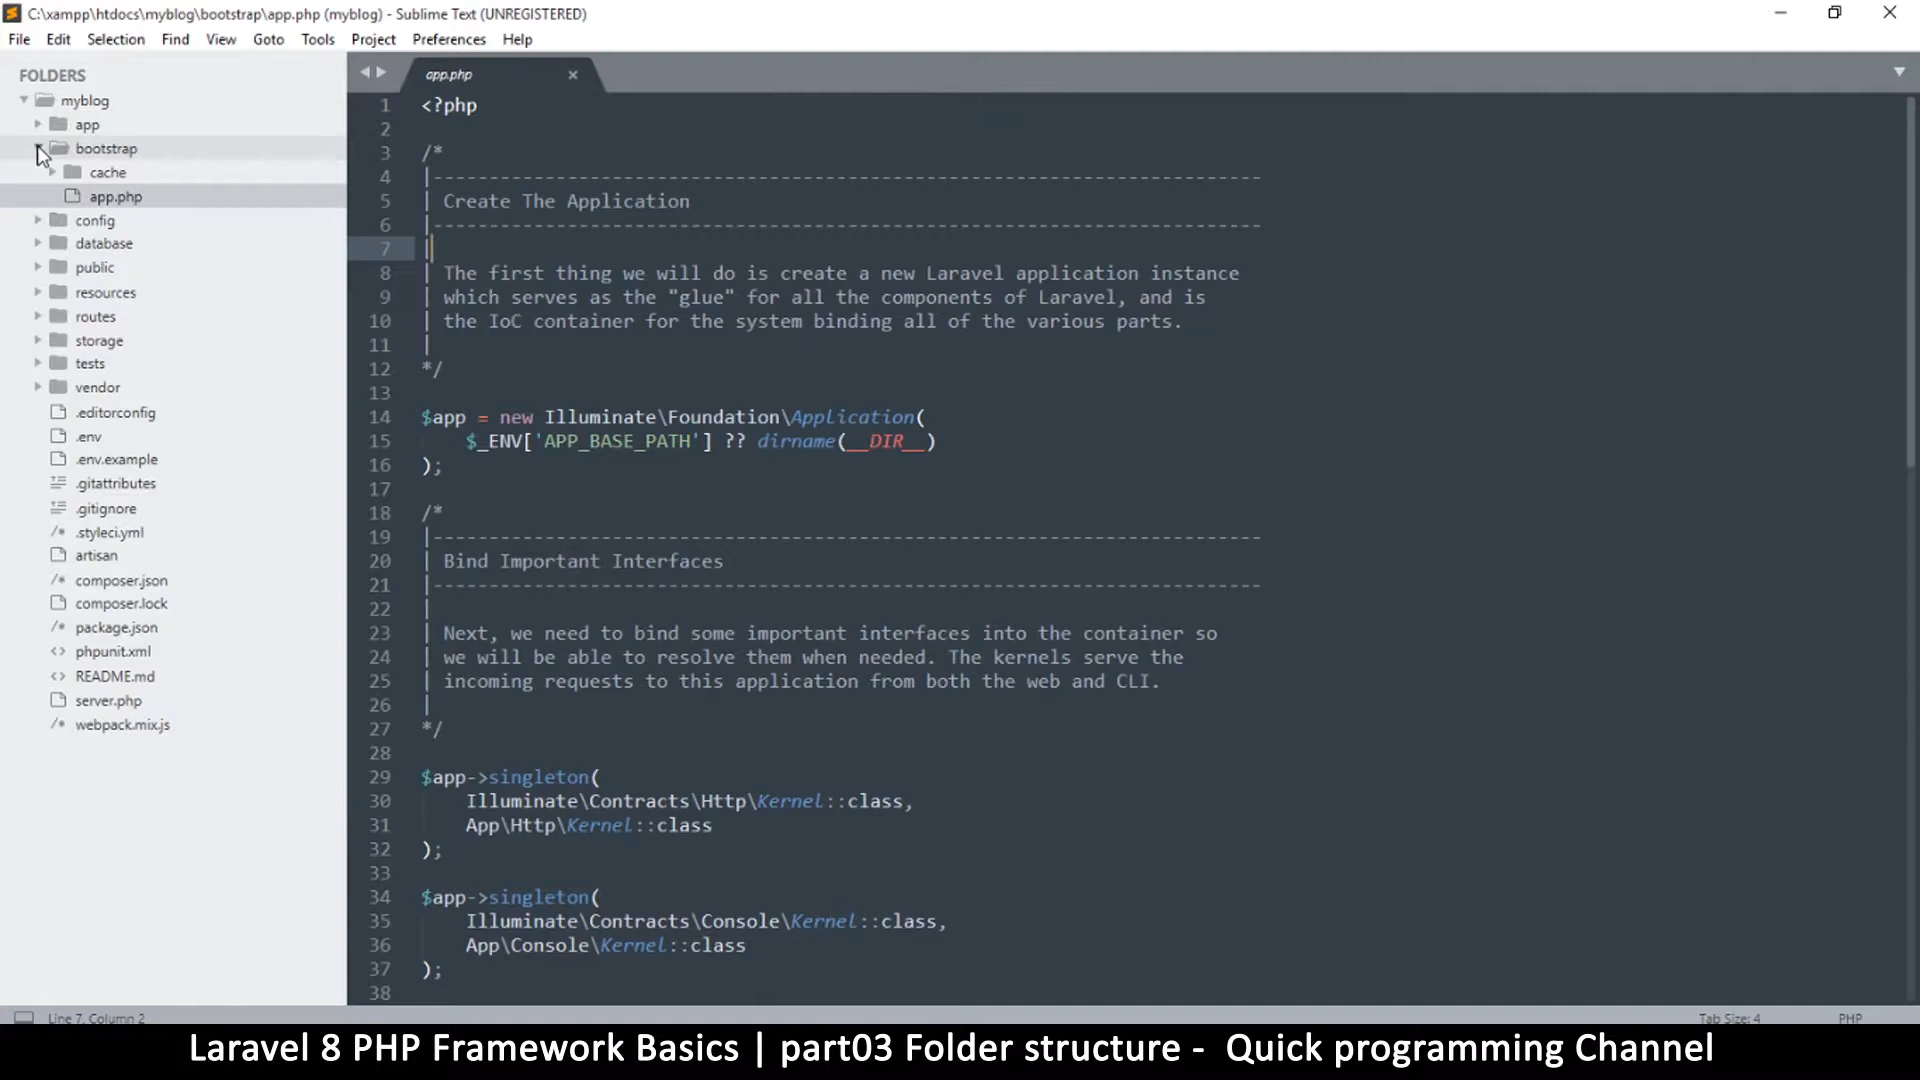 C:\xampp\htdocs\myblog\bootstrap\app.php (myblog) - Sublime Text (UNREGISTERED)
File Edit Selection Find View Goto Tools Project Preferences Help
FOLDERS
myblog
app
bootstrap
cache
app.php
config
database
public
resources
routes
storage
tests
vendor
.editorconfig
.env
.env.example
.gitattributes
.gitignore
.styleci.yml
artisan
composer.json
composer.lock
package.json
phpunit.xml
README.md
server.php
webpack.mix.js
app.php
1 <?php
2
3 /*
4 |--------------------------------------------------------------------------
5 | Create The Application
6 |--------------------------------------------------------------------------
7 |
8 | The first thing we will do is create a new Laravel application instance
9 | which serves as the "glue" for all the components of Laravel, and is
10 | the IoC container for the system binding all of the various parts.
11 |
12 */
13
14 $app = new Illuminate\Foundation\Application(
15     $_ENV['APP_BASE_PATH'] ?? dirname(__DIR__)
16 );
17
18 /*
19 |--------------------------------------------------------------------------
20 | Bind Important Interfaces
21 |--------------------------------------------------------------------------
22 |
23 | Next, we need to bind some important interfaces into the container so
24 | we will be able to resolve them when needed. The kernels serve the
25 | incoming requests to this application from both the web and CLI.
26 |
27 */
28
29 $app->singleton(
30     Illuminate\Contracts\Http\Kernel::class,
31     App\Http\Kernel::class
32 );
33
34 $app->singleton(
35     Illuminate\Contracts\Console\Kernel::class,
36     App\Console\Kernel::class
37 );
38
Line 7, Column 2
Tab Size: 4
PHP
Laravel 8 PHP Framework Basics | part03 Folder structure - Quick programming Channel